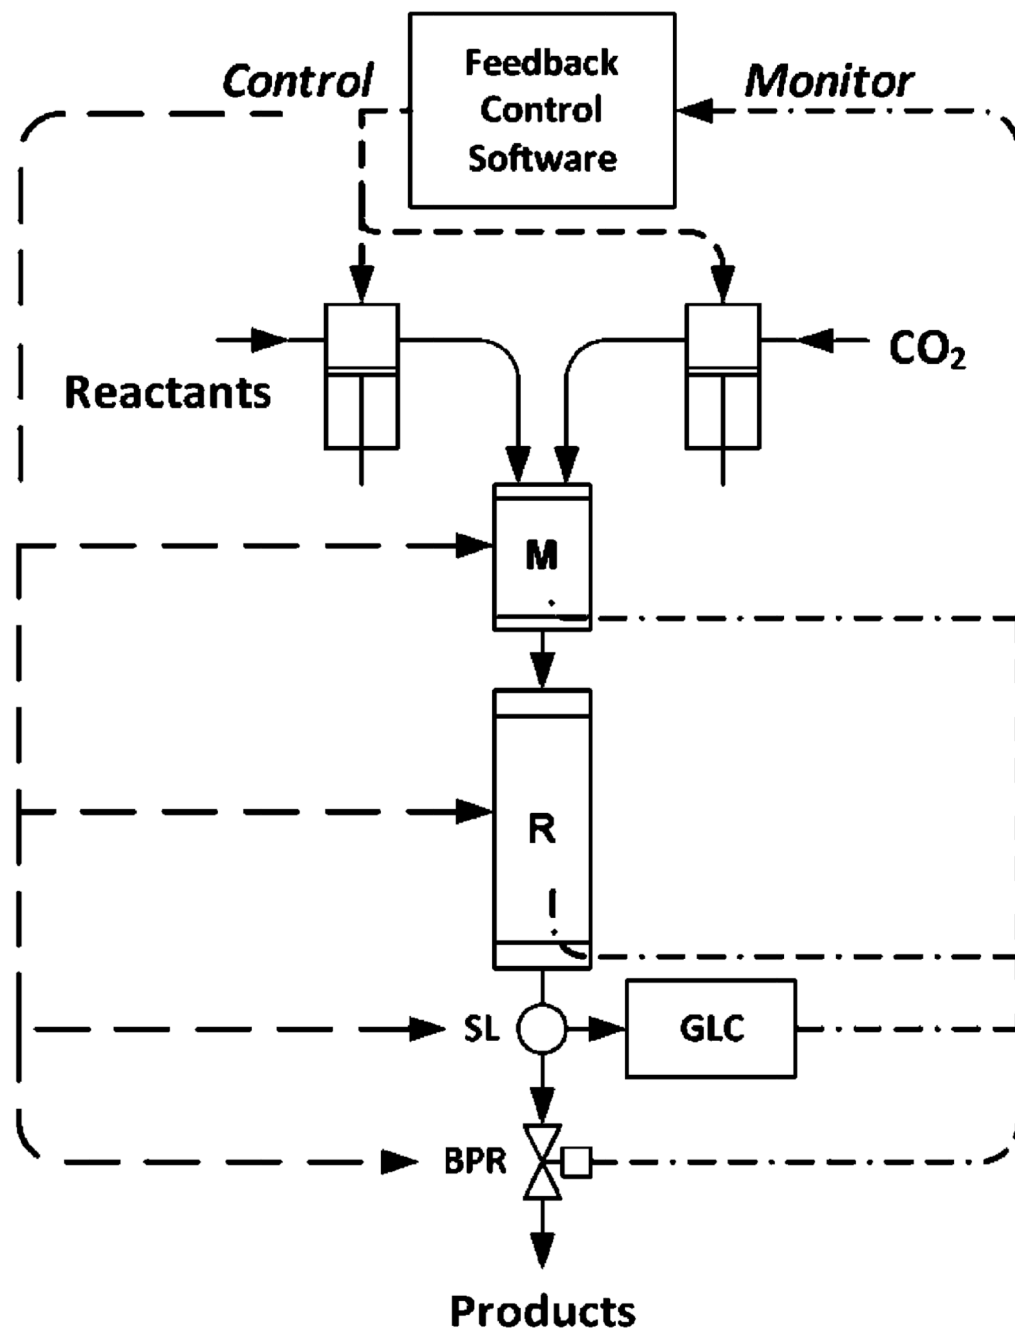 Control
Feedback
Control
Software
Monitor
Reactants
CO₂
M
R
SL
GLC
BPR
Products